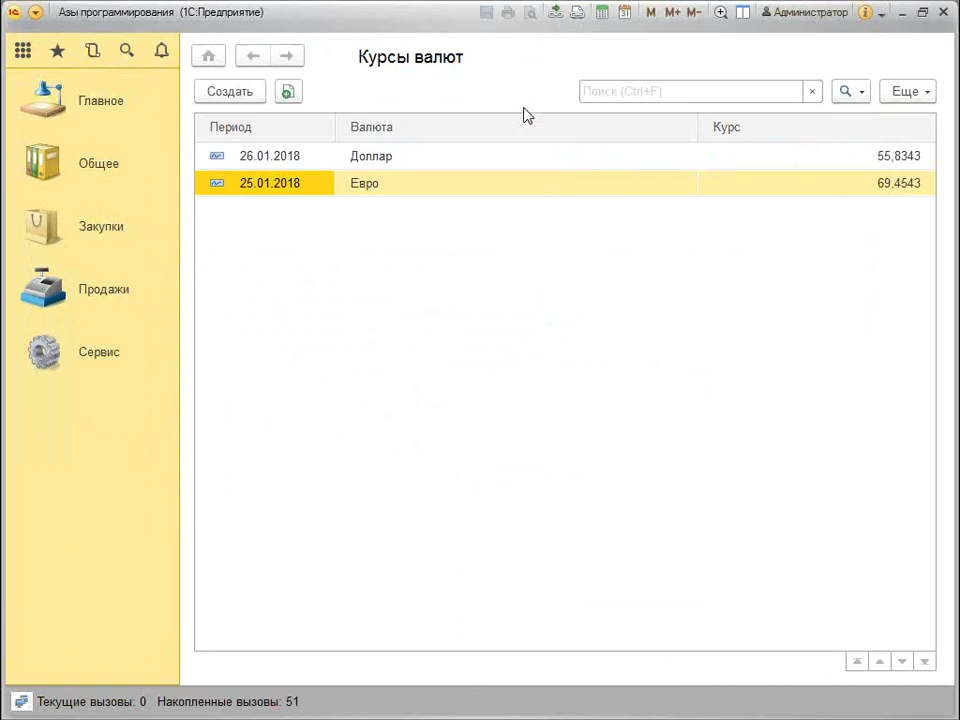 Азы программирования (1С:Предприятие)
M M+ M- Администратор
Курсы валют
Создать Поиск (Ctrl+F) Еще
Период Валюта Курс
26.01.2018 Доллар 55,8343
25.01.2018 Евро 69,4543
Главное
Общее
Закупки
Продажи
Сервис
Текущие вызовы: 0 Накопленные вызовы: 51